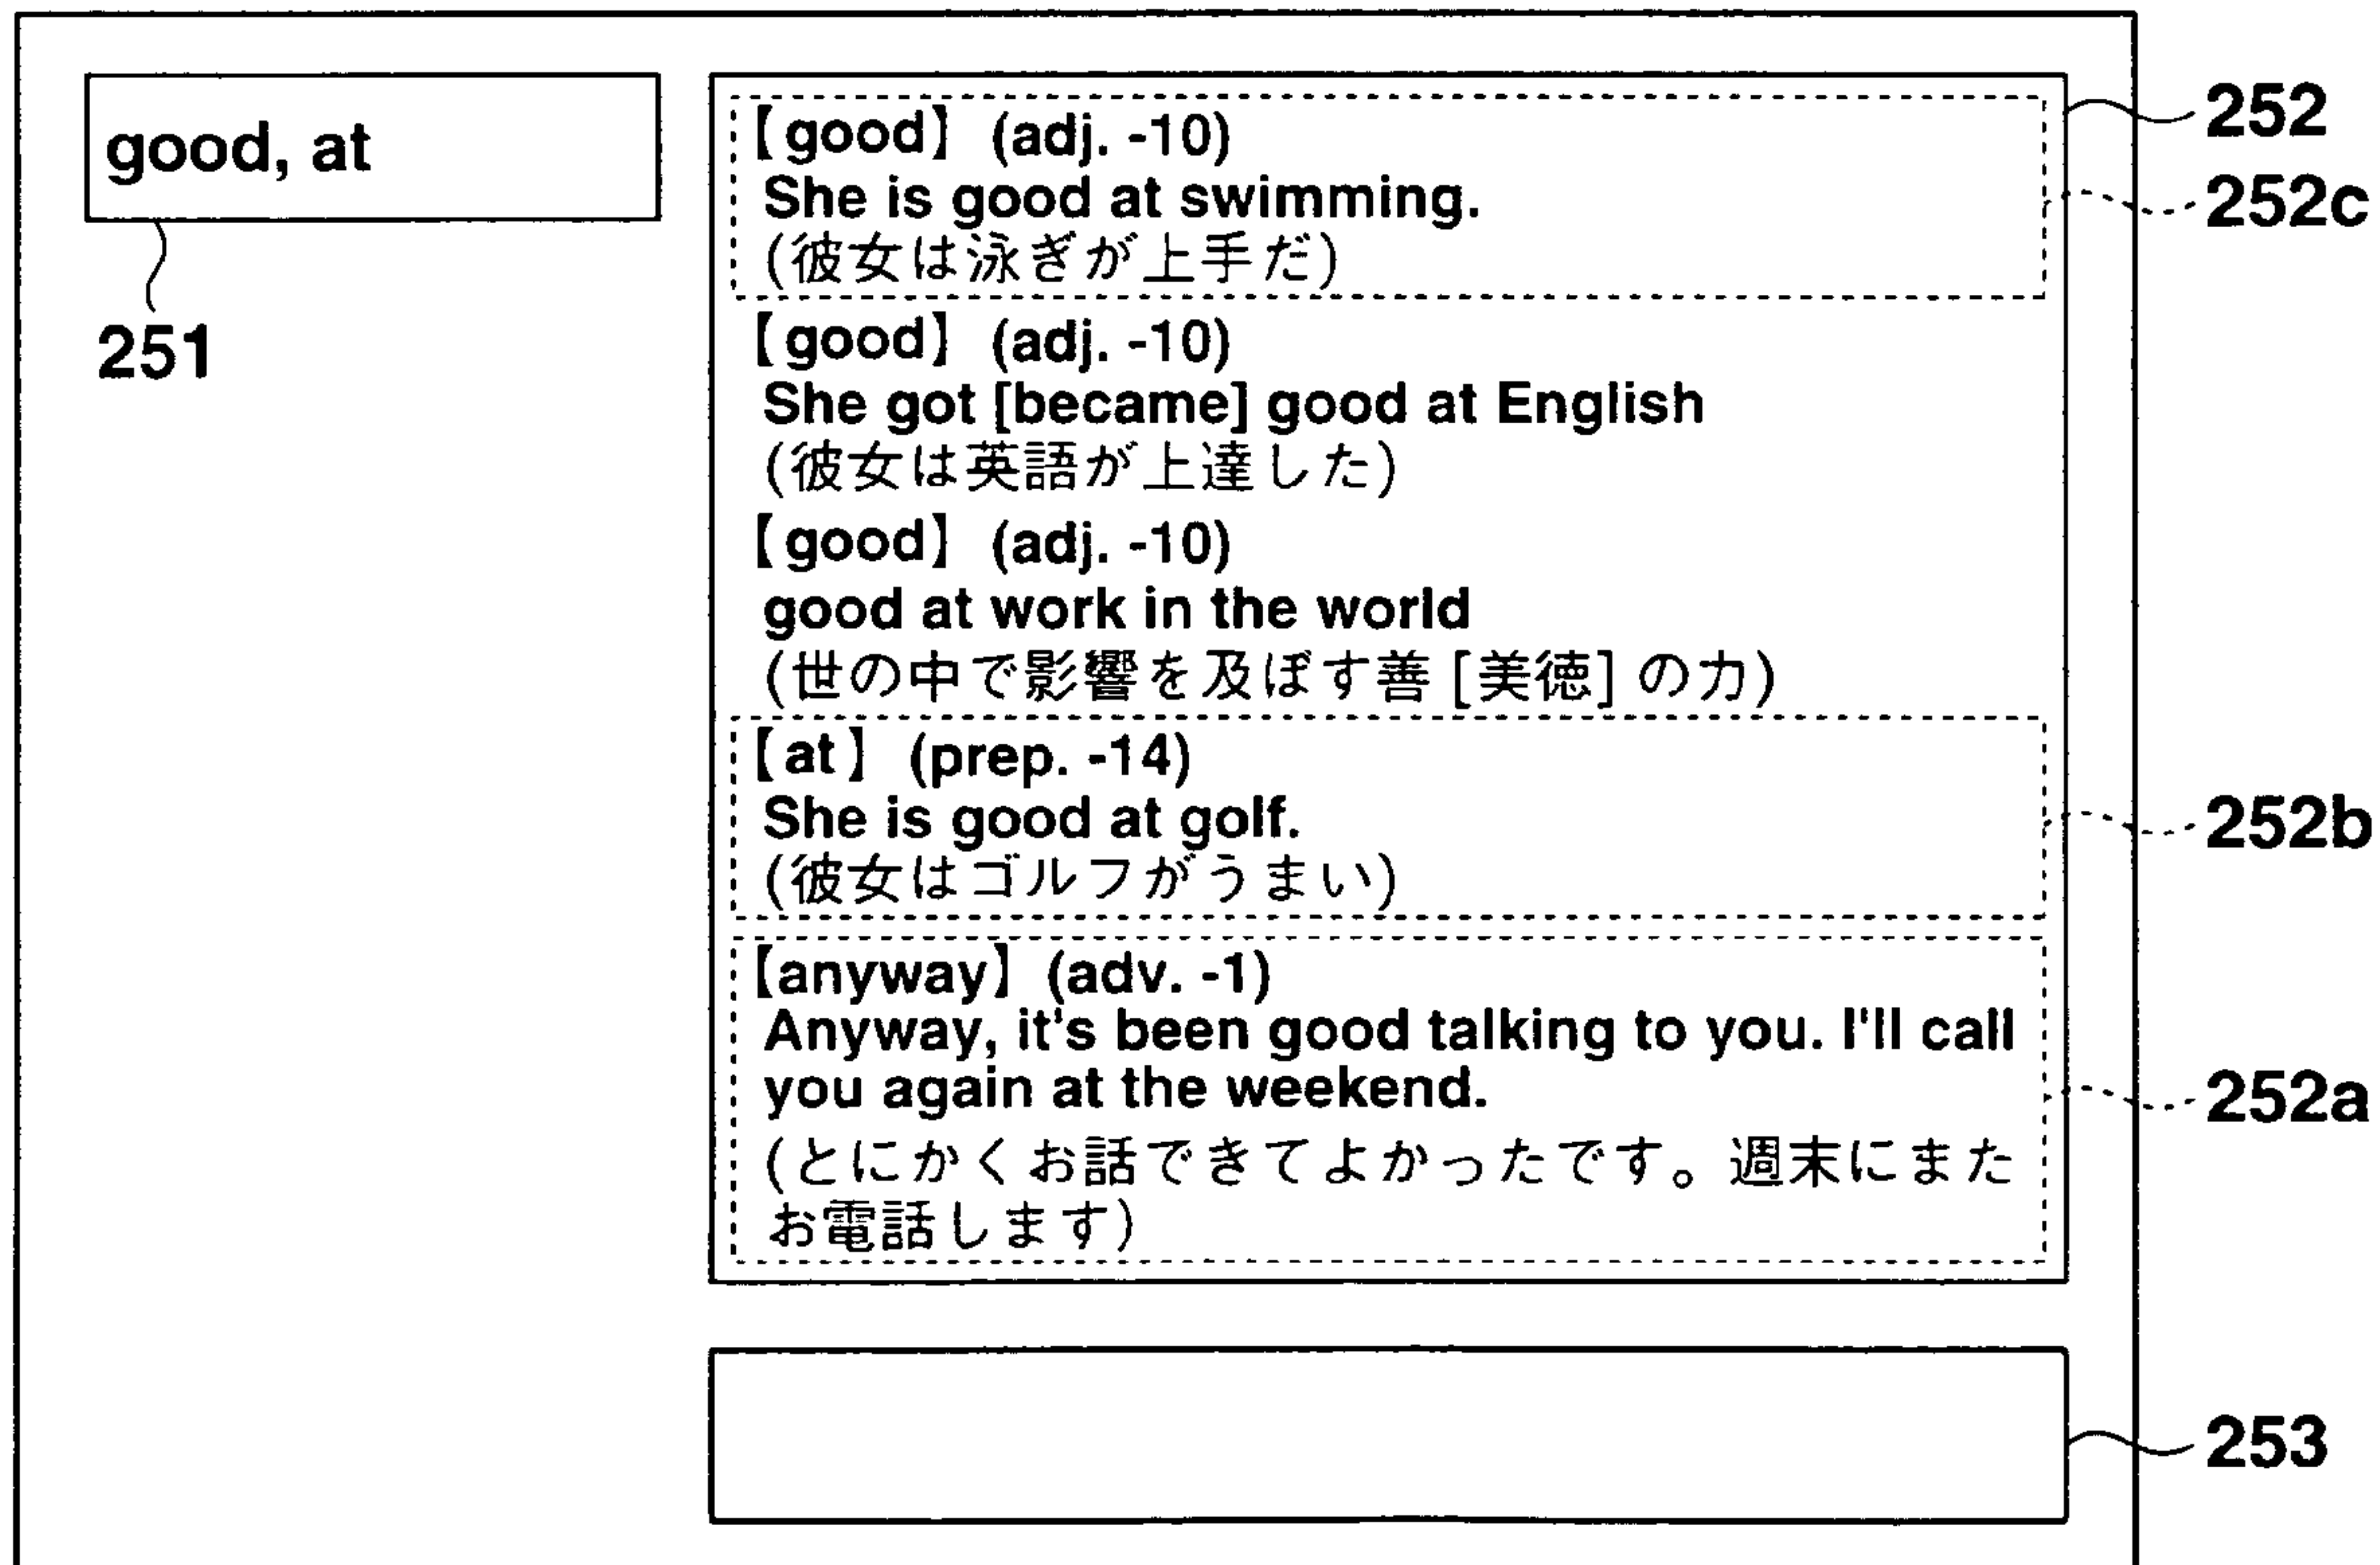 good, at
251
【good】 (adj. -10)
She is good at swimming.
(彼女は泳ぎが上手だ)
【good】 (adj. -10)
She got [became] good at English
(彼女は英語が上達した)
【good】 (adj. -10)
good at work in the world
(世の中で影響を及ぼす善 [美徳] の力)
【at】 (prep. -14)
She is good at golf.
(彼女はゴルフがうまい)
【anyway】 (adv. -1)
Anyway, it's been good talking to you. I'll call
you again at the weekend.
(とにかくお話できてよかったです。週末にまた
お電話します)
252
252c
252b
252a
253